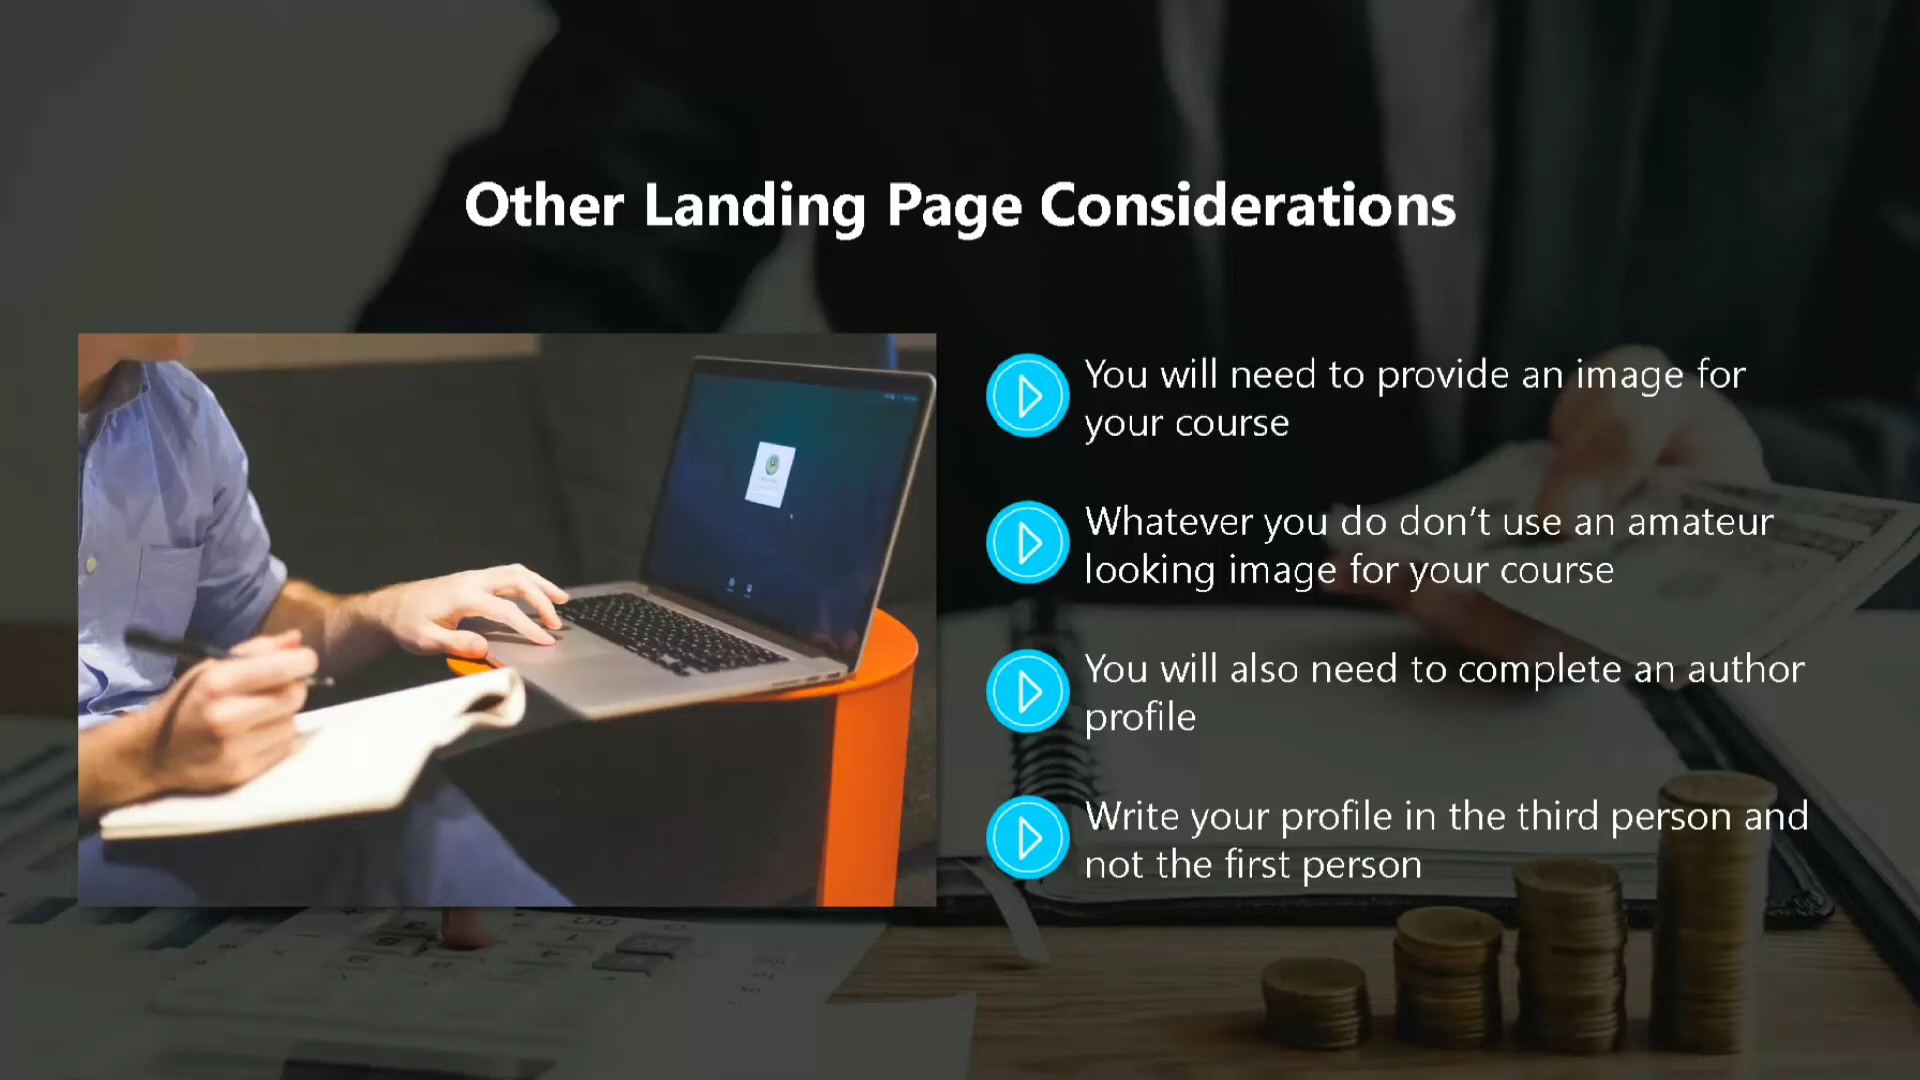 Other Landing Page Considerations
You will need to provide an image for
your course
Whatever you do don’t use an amateur
looking image for your course
You will also need to complete an author
profile
Write your profile in the third person and
not the first person